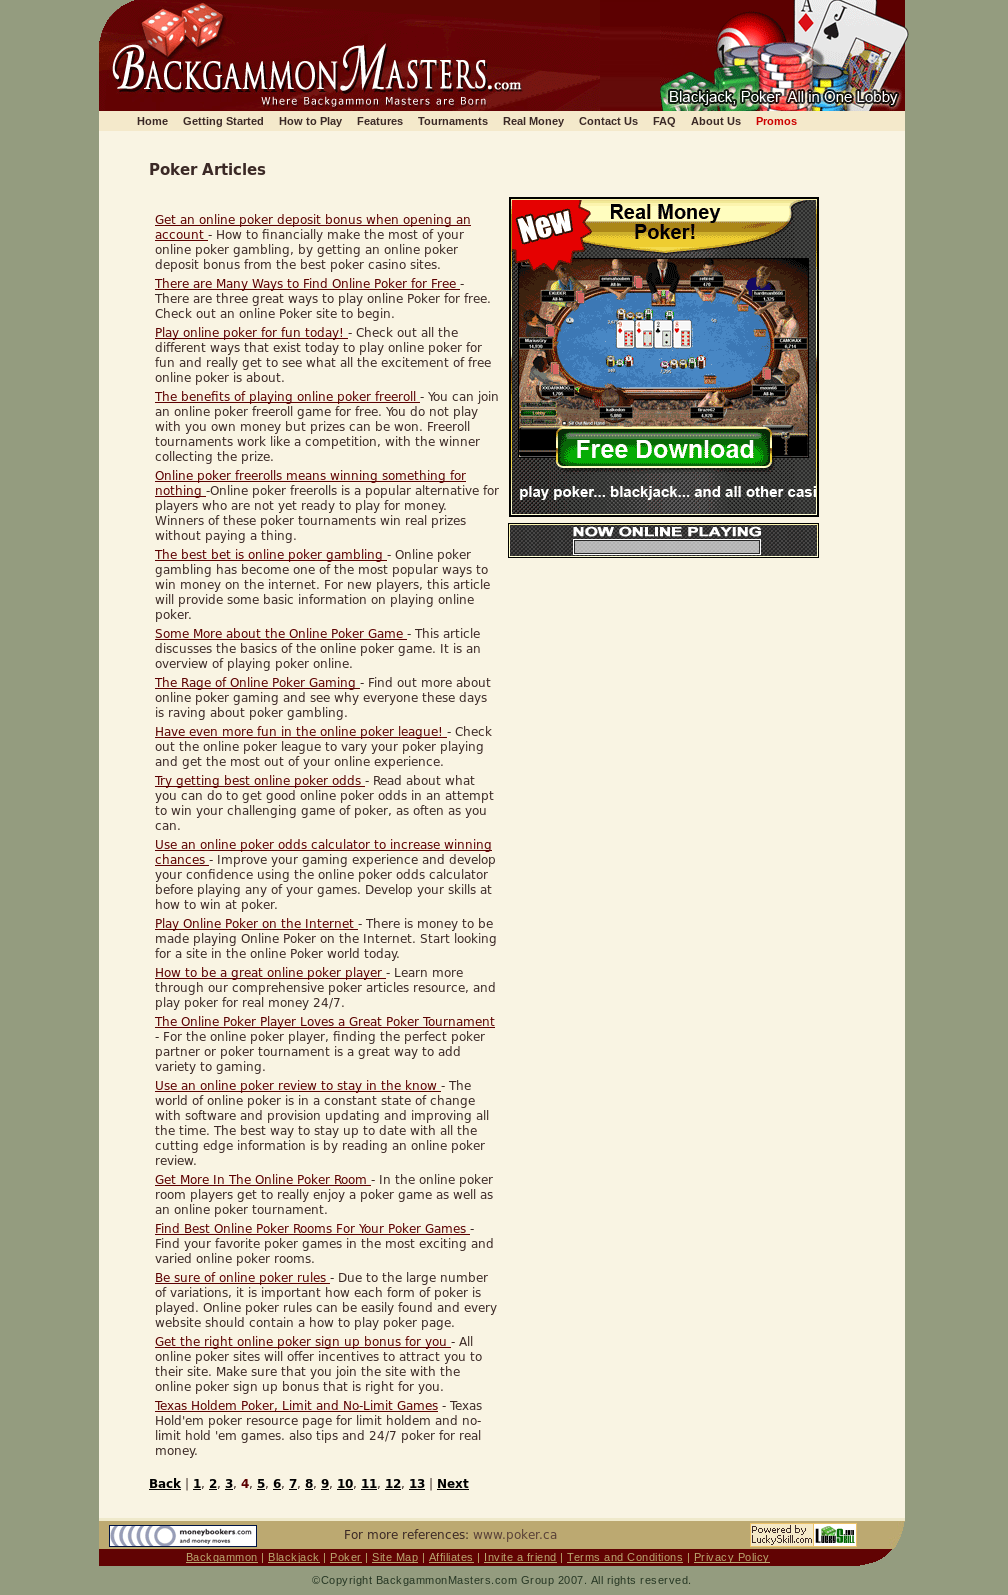 BACKGAMMONMASTERS.com
Where Backgammon Masters are Born
Blackjack, Poker All in One Lobby
Home Getting Started How to Play Features Tournaments Real Money Contact Us FAQ About Us Promos
Poker Articles
Get an online poker deposit bonus when opening an
account - How to financially make the most of your
online poker gambling, by getting an online poker
deposit bonus from the best poker casino sites.
There are Many Ways to Find Online Poker for Free -
There are three great ways to play online Poker for free.
Check out an online Poker site to begin.
Play online poker for fun today! - Check out all the
different ways that exist today to play online poker for
fun and really get to see what all the excitement of free
online poker is about.
The benefits of playing online poker freeroll - You can join
an online poker freeroll game for free. You do not play
with you own money but prizes can be won. Freeroll
tournaments work like a competition, with the winner
collecting the prize.
Online poker freerolls means winning something for
nothing -Online poker freerolls is a popular alternative for
players who are not yet ready to play for money.
Winners of these poker tournaments win real prizes
without paying a thing.
The best bet is online poker gambling - Online poker
gambling has become one of the most popular ways to
win money on the internet. For new players, this article
will provide some basic information on playing online
poker.
Some More about the Online Poker Game - This article
discusses the basics of the online poker game. It is an
overview of playing poker online.
The Rage of Online Poker Gaming - Find out more about
online poker gaming and see why everyone these days
is raving about poker gambling.
Have even more fun in the online poker league! - Check
out the online poker league to vary your poker playing
and get the most out of your online experience.
Try getting best online poker odds - Read about what
you can do to get good online poker odds in an attempt
to win your challenging game of poker, as often as you
can.
Use an online poker odds calculator to increase winning
chances - Improve your gaming experience and develop
your confidence using the online poker odds calculator
before playing any of your games. Develop your skills at
how to win at poker.
Play Online Poker on the Internet - There is money to be
made playing Online Poker on the Internet. Start looking
for a site in the online Poker world today.
How to be a great online poker player - Learn more
through our comprehensive poker articles resource, and
play poker for real money 24/7.
The Online Poker Player Loves a Great Poker Tournament
- For the online poker player, finding the perfect poker
partner or poker tournament is a great way to add
variety to gaming.
Use an online poker review to stay in the know - The
world of online poker is in a constant state of change
with software and provision updating and improving all
the time. The best way to stay up to date with all the
cutting edge information is by reading an online poker
review.
Get More In The Online Poker Room - In the online poker
room players get to really enjoy a poker game as well as
an online poker tournament.
Find Best Online Poker Rooms For Your Poker Games -
Find your favorite poker games in the most exciting and
varied online poker rooms.
Be sure of online poker rules - Due to the large number
of variations, it is important how each form of poker is
played. Online poker rules can be easily found and every
website should contain a how to play poker page.
Get the right online poker sign up bonus for you - All
online poker sites will offer incentives to attract you to
their site. Make sure that you join the site with the
online poker sign up bonus that is right for you.
Texas Holdem Poker, Limit and No-Limit Games - Texas
Hold'em poker resource page for limit holdem and no-
limit hold 'em games. also tips and 24/7 poker for real
money.
Back | 1, 2, 3, 4, 5, 6, 7, 8, 9, 10, 11, 12, 13 | Next
New
Real Money
Poker!
Free Download
play poker... blackjack... and all other casi
NOW ONLINE PLAYING
moneybookers.com
and money moves
For more references: www.poker.ca
Powered by
LuckySkill.com
Backgammon | Blackjack | Poker | Site Map | Affiliates | Invite a friend | Terms and Conditions | Privacy Policy
©Copyright BackgammonMasters.com Group 2007. All rights reserved.